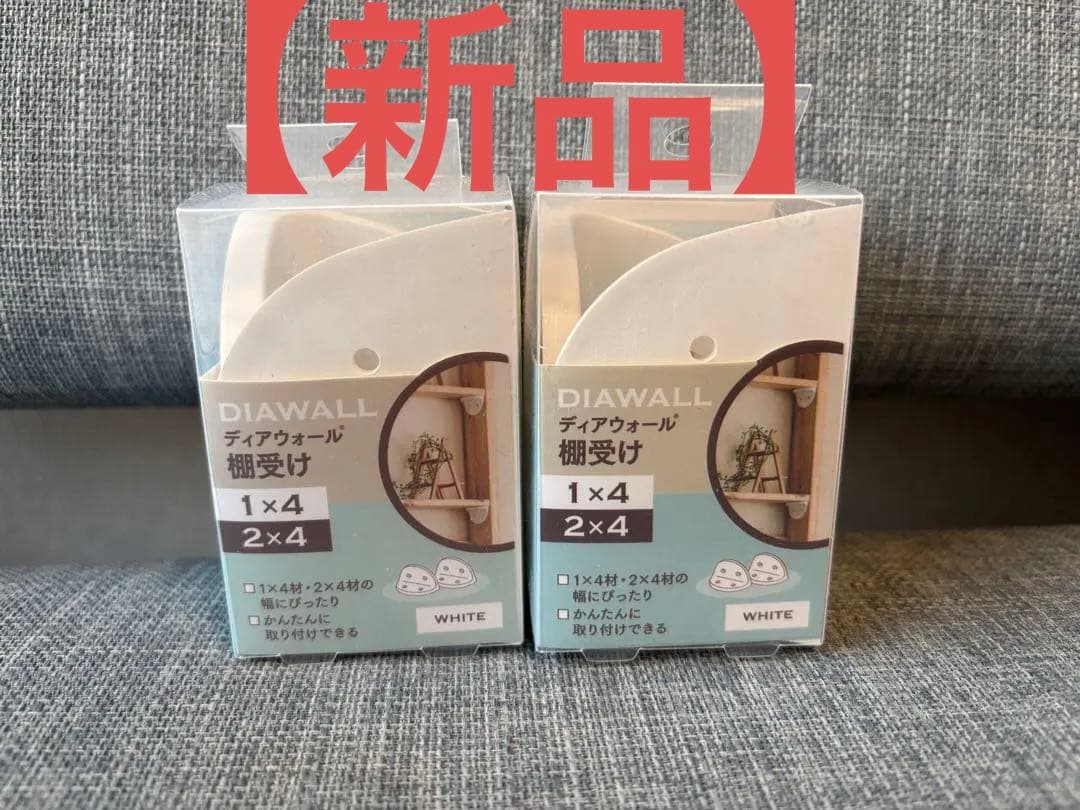 【新品】
DIAWALL
ディアウォール®
棚受け
1×4
2×4
□1×4材・2×4材の
幅にぴったり
□かんたんに
取り付けできる
WHITE
DIAWALL
ディアウォール®
棚受け
1×4
2×4
□1×4材・2×4材の
幅にぴったり
□かんたんに
取り付けできる
WHITE